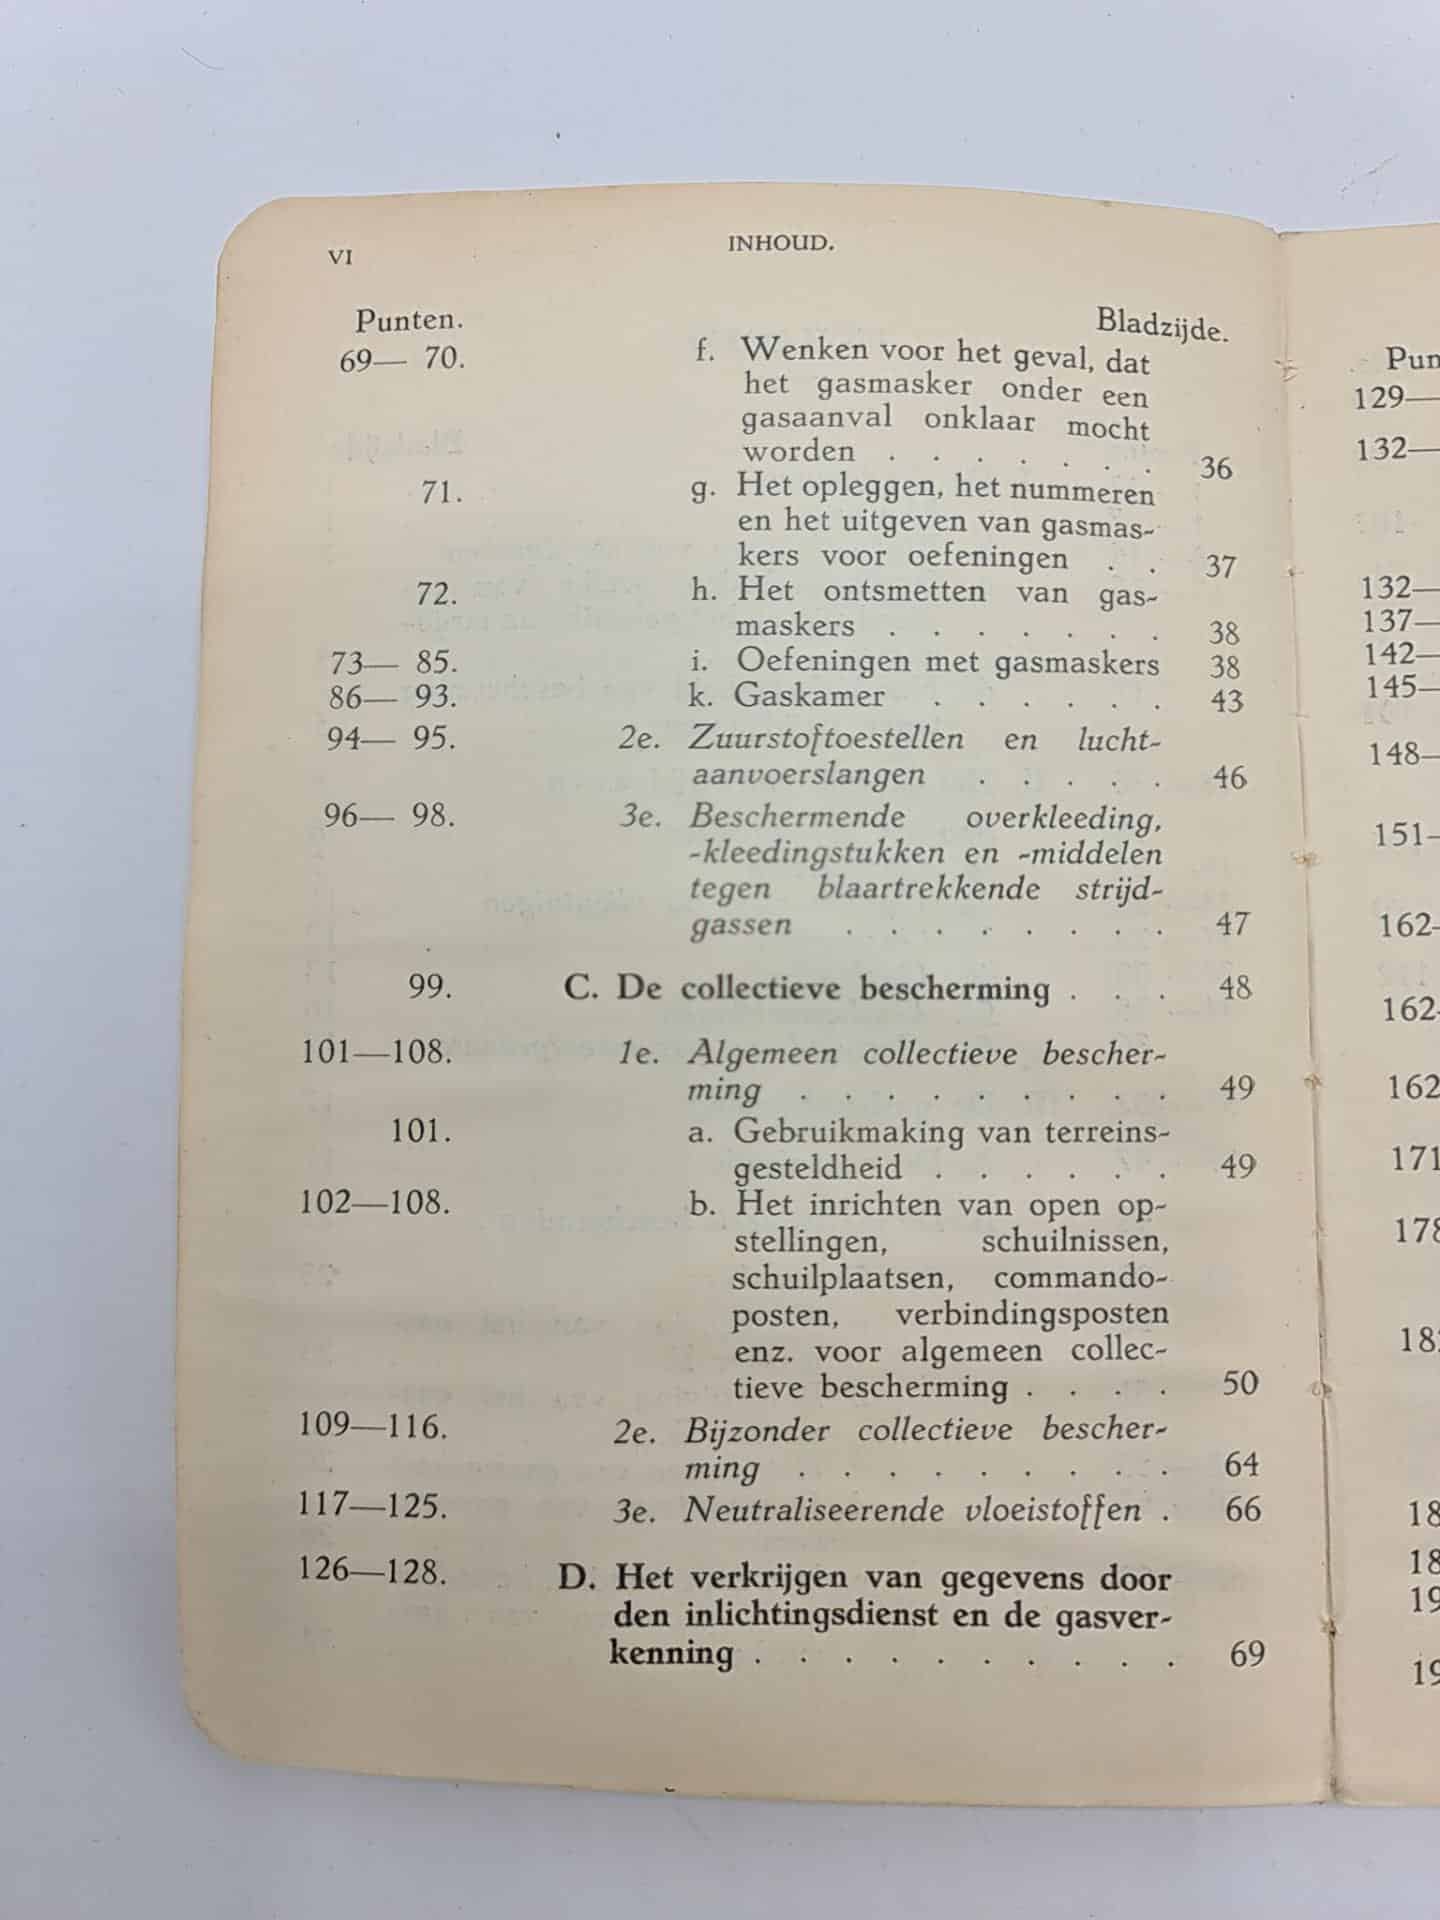 VI
INHOUD.
Punten.
Bladzijde.
69— 70. f. Wenken voor het geval, dat
het gasmasker onder een
gasaanval onklaar mocht
worden . . . . . . . 36
71. g. Het opleggen, het nummeren
en het uitgeven van gasmas-
kers voor oefeningen . . 37
72. h. Het ontsmetten van gas-
maskers . . . . . . . 38
73— 85. i. Oefeningen met gasmaskers 38
86— 93. k. Gaskamer . . . . . . 43
94— 95. 2e. Zuurstoftoestellen en lucht-
aanvoerslangen . . . . . 46
96— 98. 3e. Beschermende overkleeding,
-kleedingstukken en -middelen
tegen blaartrekkende strijd-
gassen . . . . . . . . 47
99. C. De collectieve bescherming . . . 48
101—108. 1e. Algemeen collectieve bescher-
ming . . . . . . . . . 49
101. a. Gebruikmaking van terreins-
gesteldheid . . . . . . 49
102—108. b. Het inrichten van open op-
stellingen, schuilnissen,
schuilplaatsen, commando-
posten, verbindingsposten
enz. voor algemeen collec-
tieve bescherming . . . . 50
109—116. 2e. Bijzonder collectieve bescher-
ming . . . . . . . . . 64
117—125. 3e. Neutraliseerende vloeistoffen . 66
126—128. D. Het verkrijgen van gegevens door
den inlichtingsdienst en de gasver-
kenning . . . . . . . . . . 69
Pun
129—
132—
132—
137—
142—
145—
148—
151-
162-
162-
162
171
178
18
18
19
19